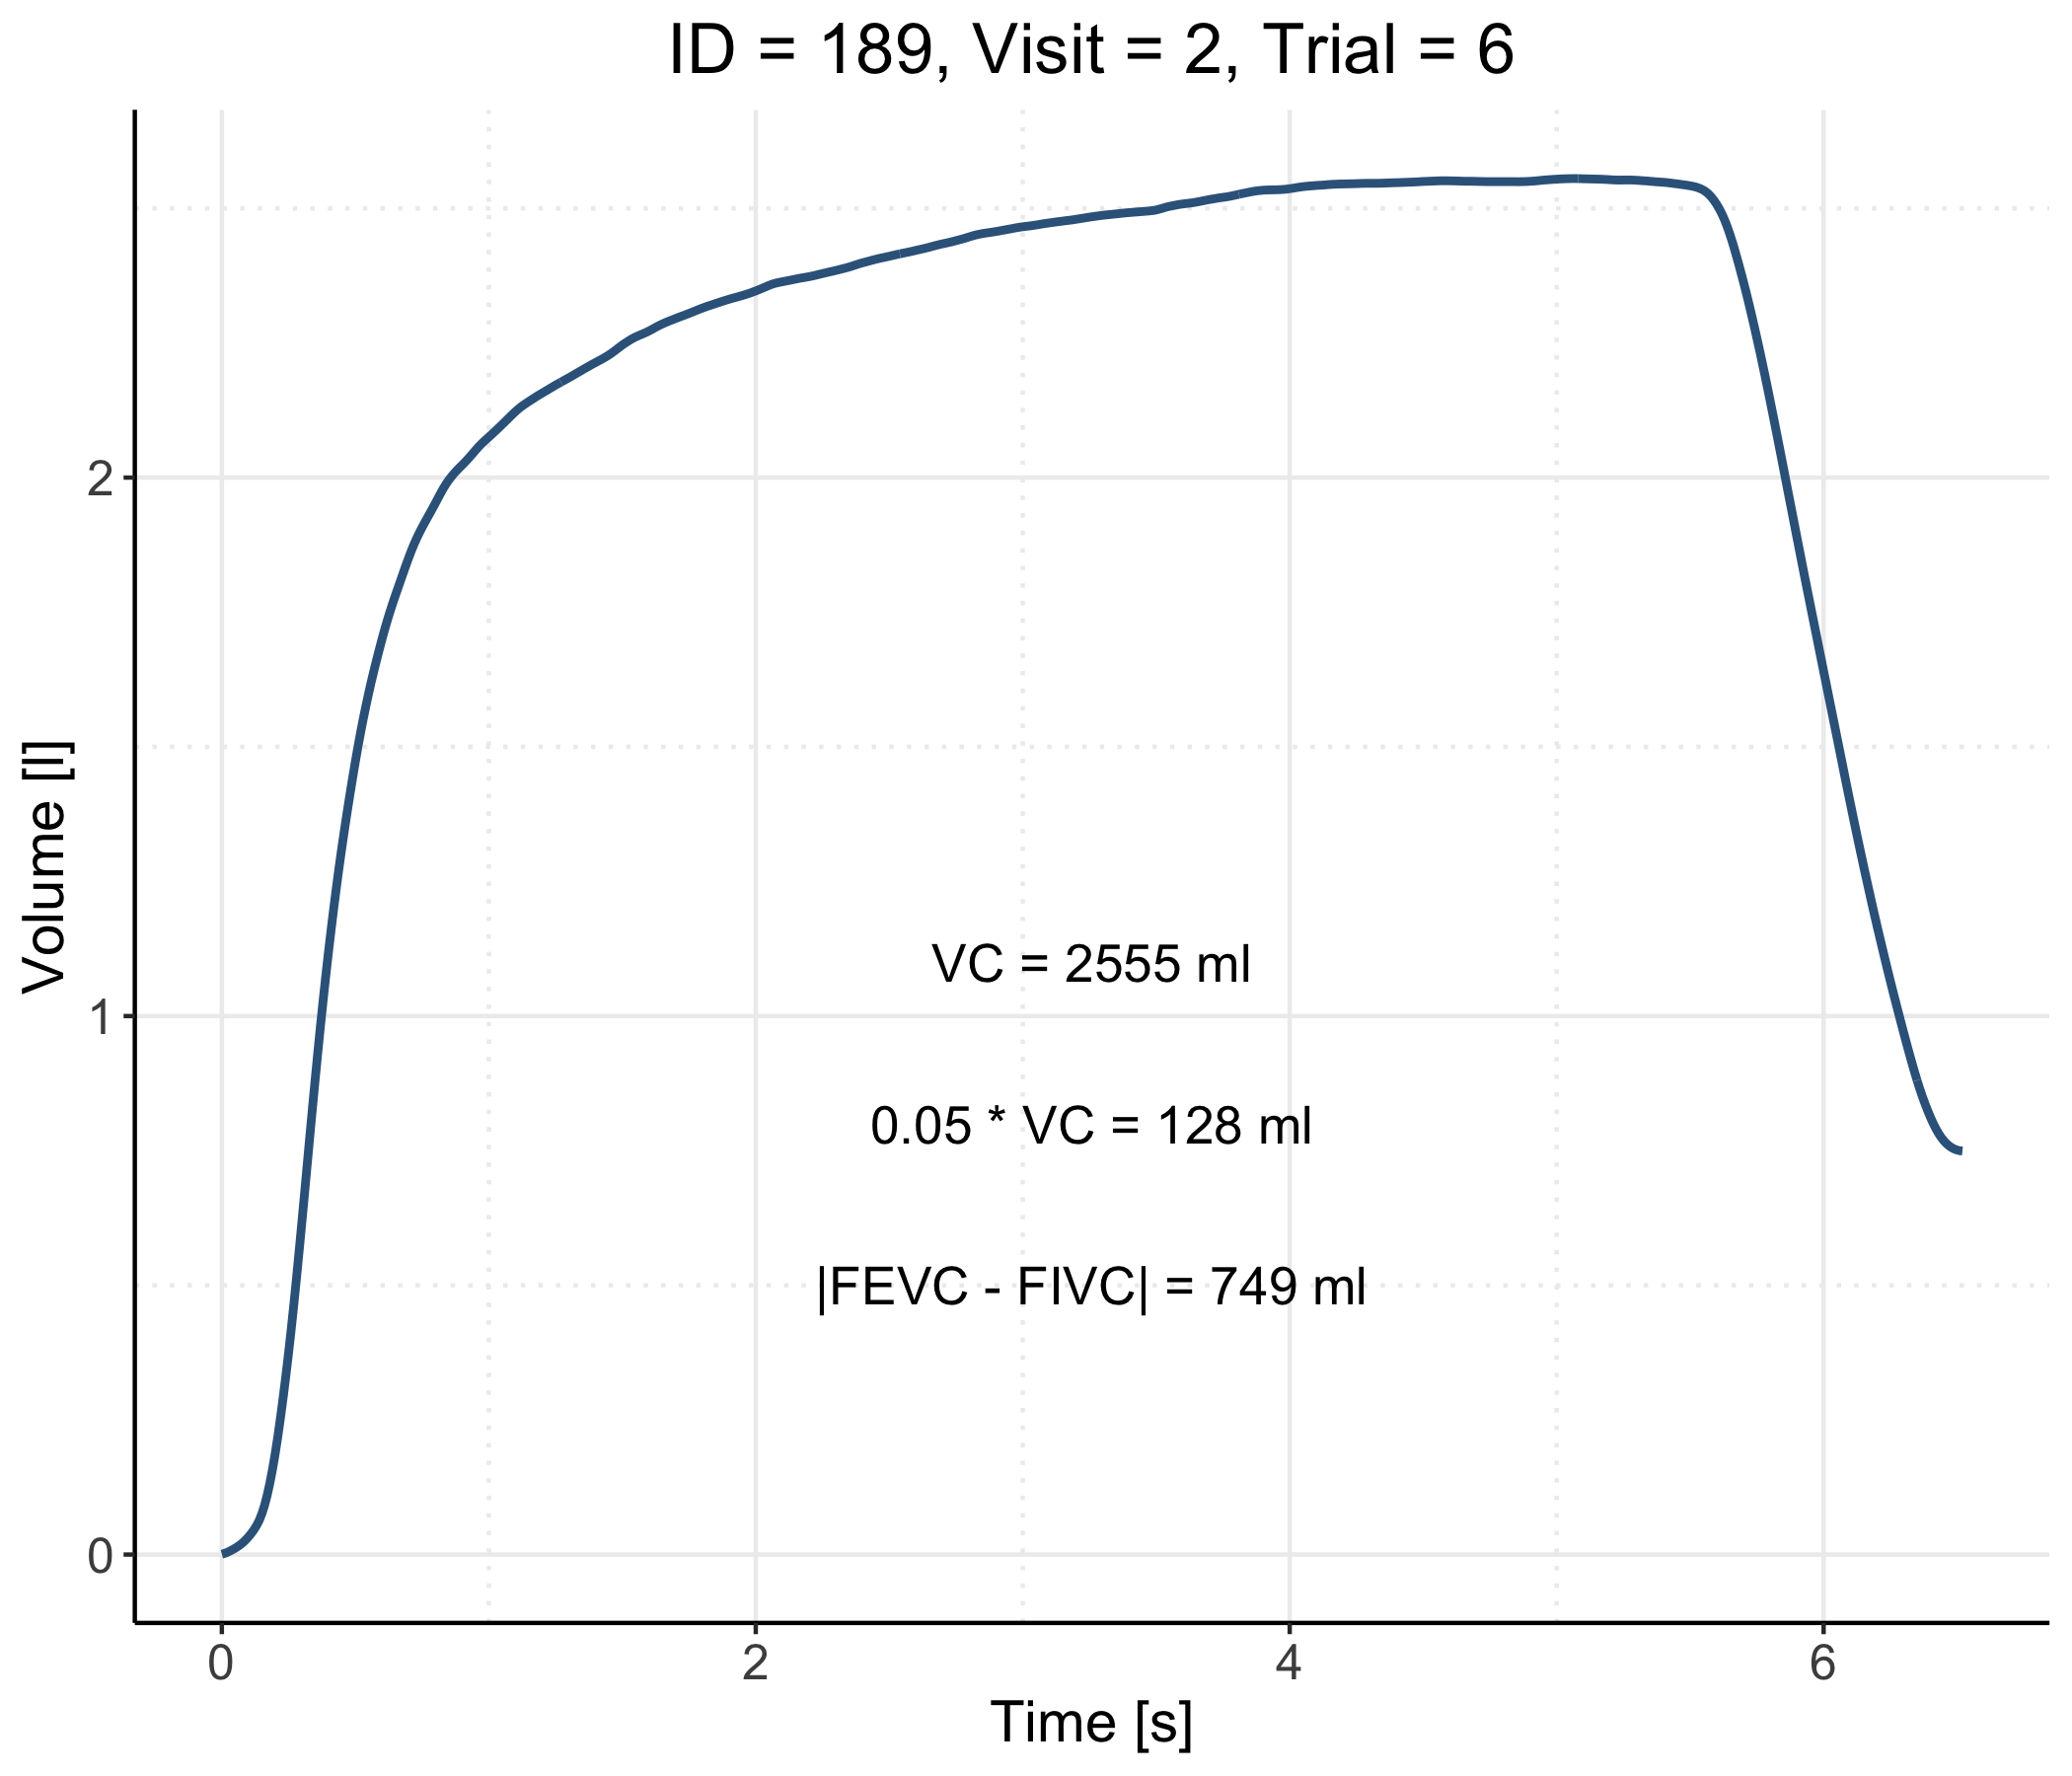 ID = 189, Visit = 2, Trial = 6
Volume [l]
2
1
0
VC = 2555 ml
0.05 * VC = 128 ml
|FEVC - FIVC| = 749 ml
0 2 4 6
Time [s]